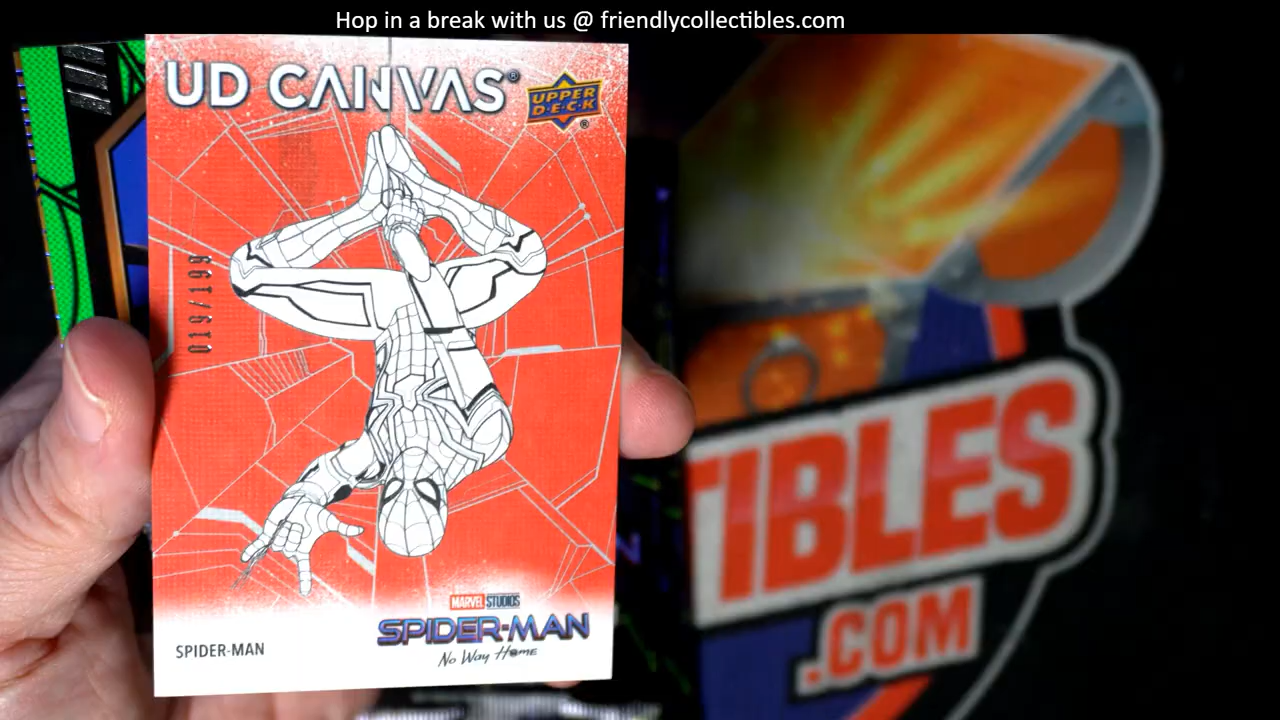 Hop in a break with us @ friendlycollectibles.com
UD CANVAS®
UPPER
D·E·C·K
®
019/199
MARVEL STUDIOS
SPIDER-MAN
No Way Home
SPIDER-MAN
TIBLES
.COM